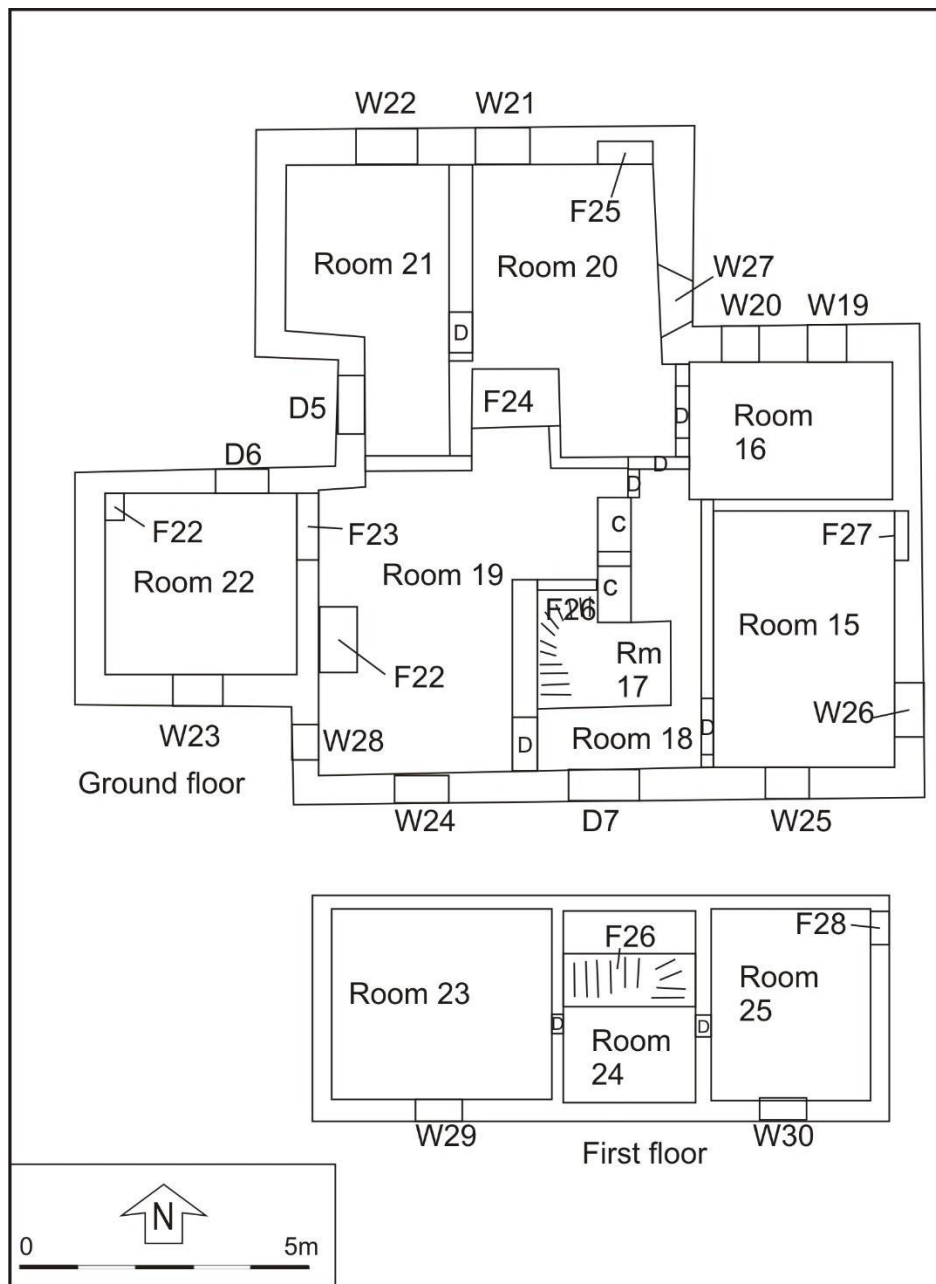 W22
W21
F25
Room 21
Room 20
W27
W20
W19
D
D5
F24
D
Room
16
D6
D
D
F22
F23
C
F27
Room 22
Room 19
C
F26
Room 15
F22
Rm
17
W26
W23
W28
D
Room 18
D
Ground floor
W24
D7
W25
F28
F26
Room 23
Room
25
D
D
Room
24
W29
W30
First floor
N
0
5m